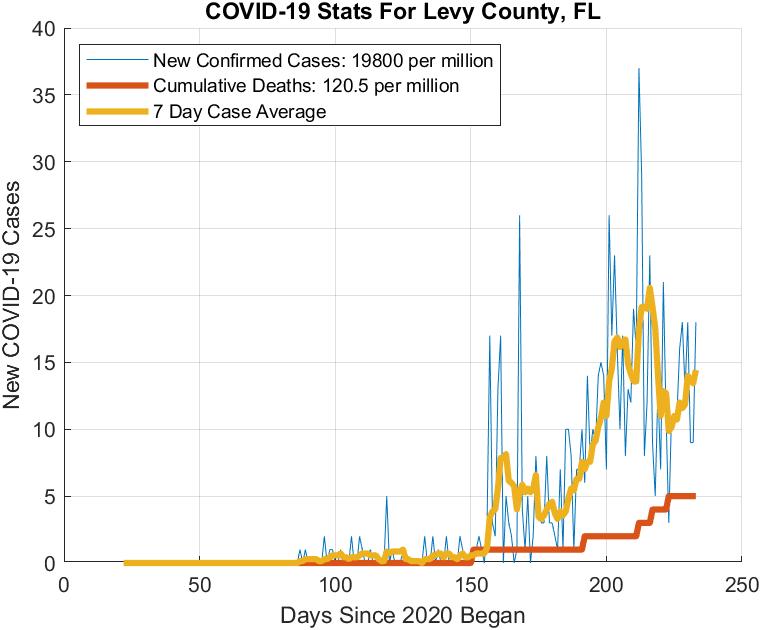 COVID-19 Stats For Levy County, FL
New Confirmed Cases: 19800 per million
Cumulative Deaths: 120.5 per million
7 Day Case Average
40
35
30
25
20
15
10
5
0
New COVID-19 Cases
0 50 100 150 200 250
Days Since 2020 Began